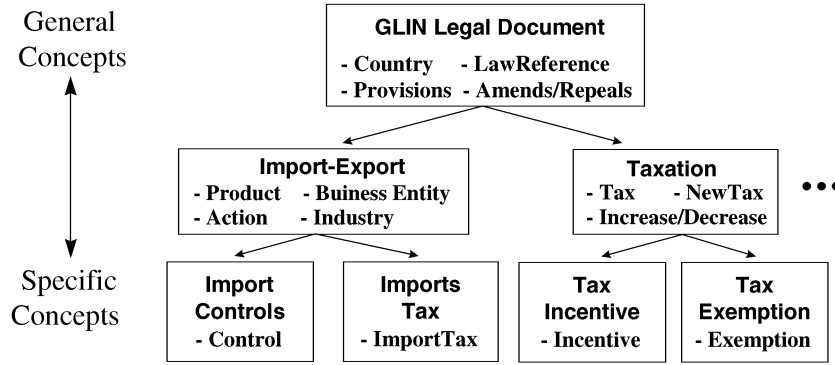 General
Concepts
GLIN Legal Document
- Country - LawReference
- Provisions - Amends/Repeals
Import-Export
- Product - Buiness Entity
- Action - Industry
Taxation
- Tax - NewTax
- Increase/Decrease
•••
Specific
Concepts
Import
Controls
- Control
Imports
Tax
- ImportTax
Tax
Incentive
- Incentive
Tax
Exemption
- Exemption